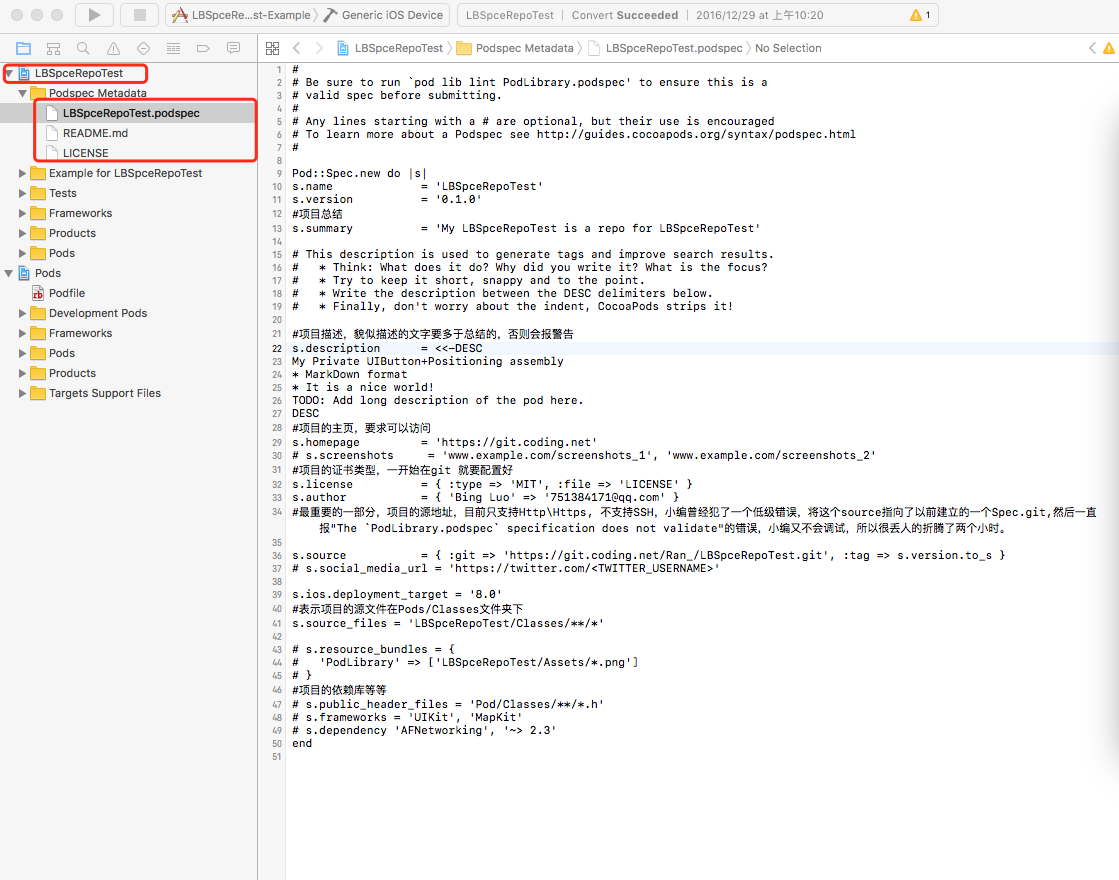 LBSpceRe...st-Example 〉 Generic iOS Device
LBSpceRepoTest | Convert Succeeded | 2016/12/29 at 上午10:20
1
LBSpceRepoTest 〉 Podspec Metadata 〉 LBSpceRepoTest.podspec 〉 No Selection
LBSpceRepoTest
Podspec Metadata
LBSpceRepoTest.podspec
README.md
LICENSE
Example for LBSpceRepoTest
Tests
Frameworks
Products
Pods
Pods
Podfile
Development Pods
Frameworks
Pods
Products
Targets Support Files
1 #
2 # Be sure to run `pod lib lint PodLibrary.podspec' to ensure this is a
3 # valid spec before submitting.
4 #
5 # Any lines starting with a # are optional, but their use is encouraged
6 # To learn more about a Podspec see http://guides.cocoapods.org/syntax/podspec.html
7 #
8
9 Pod::Spec.new do |s|
10 s.name = 'LBSpceRepoTest'
11 s.version = '0.1.0'
12 #项目总结
13 s.summary = 'My LBSpceRepoTest is a repo for LBSpceRepoTest'
14
15 # This description is used to generate tags and improve search results.
16 # * Think: What does it do? Why did you write it? What is the focus?
17 # * Try to keep it short, snappy and to the point.
18 # * Write the description between the DESC delimiters below.
19 # * Finally, don't worry about the indent, CocoaPods strips it!
20
21 #项目描述，貌似描述的文字要多于总结的，否则会报警告
22 s.description = <<-DESC
23 My Private UIButton+Positioning assembly
24 * MarkDown format
25 * It is a nice world!
26 TODO: Add long description of the pod here.
27 DESC
28 #项目的主页，要求可以访问
29 s.homepage = 'https://git.coding.net'
30 # s.screenshots = 'www.example.com/screenshots_1', 'www.example.com/screenshots_2'
31 #项目的证书类型，一开始在git 就要配置好
32 s.license = { :type => 'MIT', :file => 'LICENSE' }
33 s.author = { 'Bing Luo' => '751384171@qq.com' }
34 #最重要的一部分，项目的源地址，目前只支持Http\Https, 不支持SSH，小编曾经犯了一个低级错误，将这个source指向了以前建立的一个Spec.git,然后一直
报"The `PodLibrary.podspec` specification does not validate"的错误，小编又不会调试，所以很丢人的折腾了两个小时。
35
36 s.source = { :git => 'https://git.coding.net/Ran_/LBSpceRepoTest.git', :tag => s.version.to_s }
37 # s.social_media_url = 'https://twitter.com/<TWITTER_USERNAME>'
38
39 s.ios.deployment_target = '8.0'
40 #表示项目的源文件在Pods/Classes文件夹下
41 s.source_files = 'LBSpceRepoTest/Classes/**/*'
42
43 # s.resource_bundles = {
44 # 'PodLibrary' => ['LBSpceRepoTest/Assets/*.png']
45 # }
46 #项目的依赖库等等
47 # s.public_header_files = 'Pod/Classes/**/*.h'
48 # s.frameworks = 'UIKit', 'MapKit'
49 # s.dependency 'AFNetworking', '~> 2.3'
50 end
51